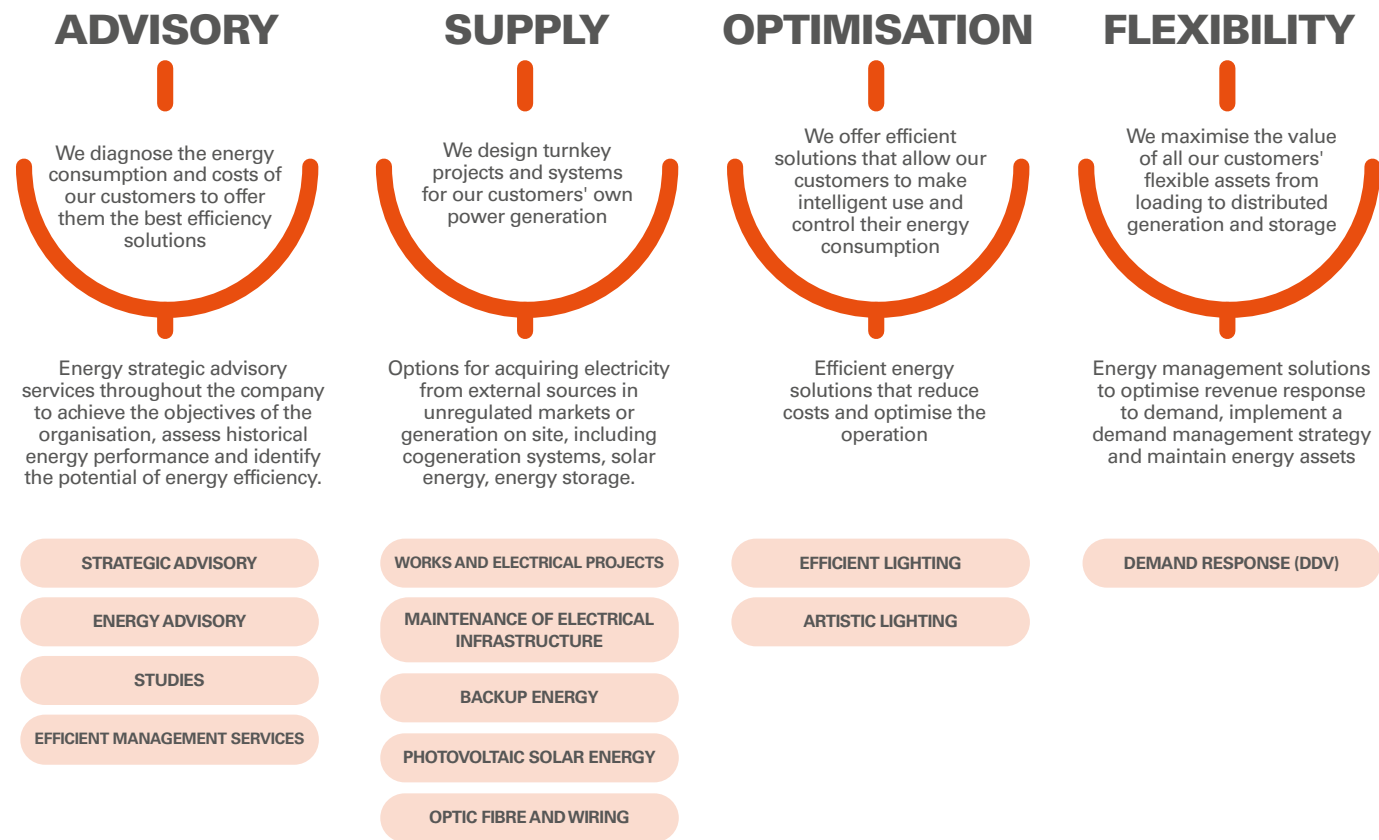 ADVISORY
We diagnose the energy
consumption and costs of
our customers to offer
them the best efficiency
solutions
Energy strategic advisory
services throughout the company
to achieve the objectives of the
organisation, assess historical
energy performance and identify
the potential of energy efficiency.
STRATEGIC ADVISORY
ENERGY ADVISORY
STUDIES
EFFICIENT MANAGEMENT SERVICES
SUPPLY
We design turnkey
projects and systems
for our customers' own
power generation
Options for acquiring electricity
from external sources in
unregulated markets or
generation on site, including
cogeneration systems, solar
energy, energy storage.
WORKS AND ELECTRICAL PROJECTS
MAINTENANCE OF ELECTRICAL
INFRASTRUCTURE
BACKUP ENERGY
PHOTOVOLTAIC SOLAR ENERGY
OPTIC FIBRE AND WIRING
OPTIMISATION
We offer efficient
solutions that allow our
customers to make
intelligent use and
control their energy
consumption
Efficient energy
solutions that reduce
costs and optimise the
operation
EFFICIENT LIGHTING
ARTISTIC LIGHTING
FLEXIBILITY
We maximise the value
of all our customers'
flexible assets from
loading to distributed
generation and storage
Energy management solutions
to optimise revenue response
to demand, implement a
demand management strategy
and maintain energy assets
DEMAND RESPONSE (DDV)